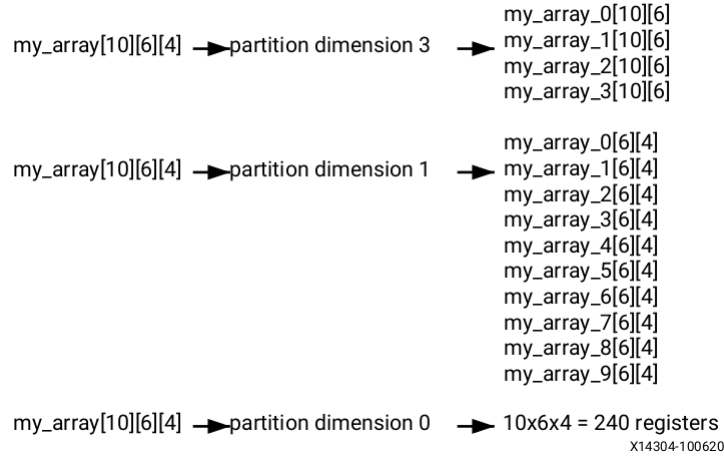 my_array_0[10][6]
my_array[10][6][4] partition dimension 3 my_array_1[10][6]
my_array_2[10][6]
my_array_3[10][6]
my_array_0[6][4]
my_array[10][6][4] partition dimension 1 my_array_1[6][4]
my_array_2[6][4]
my_array_3[6][4]
my_array_4[6][4]
my_array_5[6][4]
my_array_6[6][4]
my_array_7[6][4]
my_array_8[6][4]
my_array_9[6][4]
my_array[10][6][4] partition dimension 0 10x6x4 = 240 registers
X14304-100620